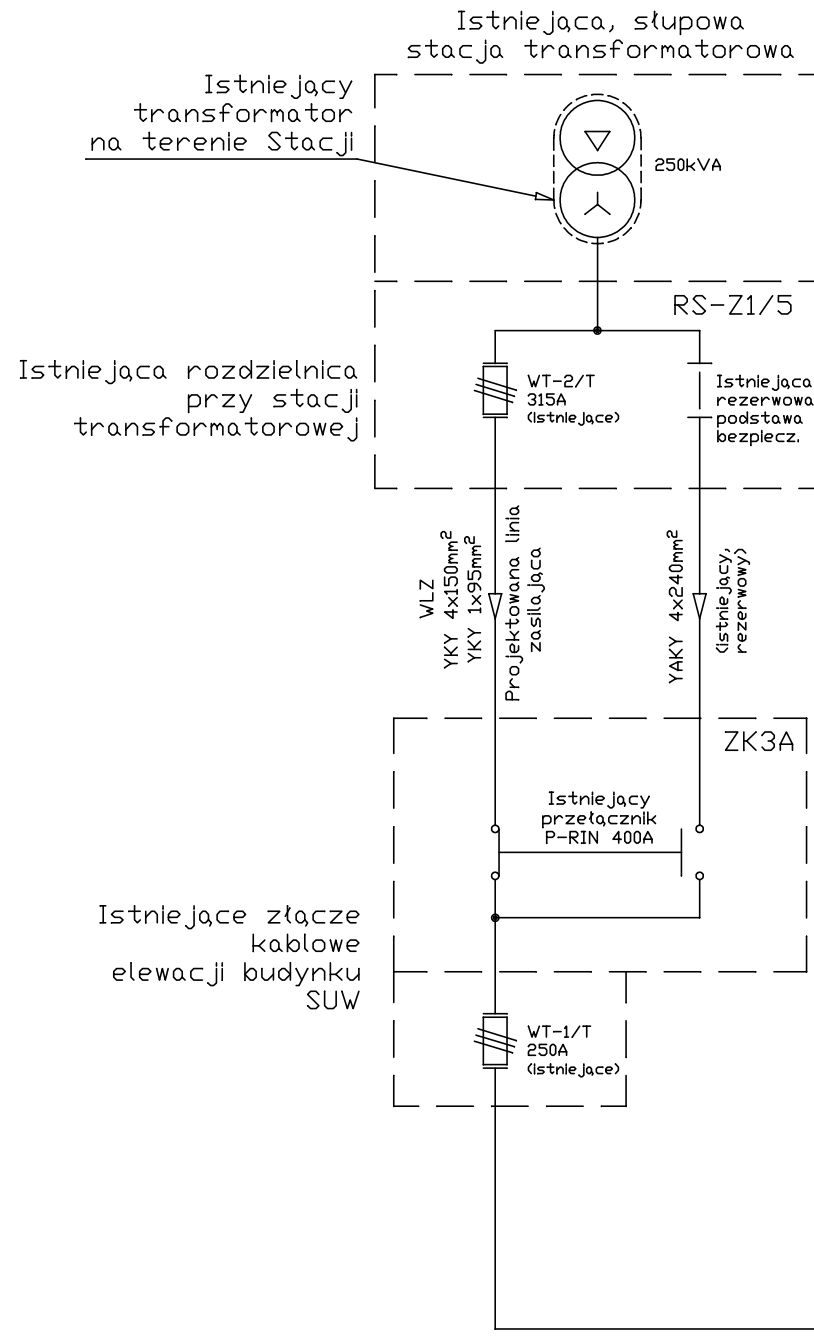 Istniejąca, słupowa
stacja transformatorowa
Istniejący
transformator
na terenie Stacji
250kVA
RS-Z1/5
Istniejąca rozdzielnica
przy stacji
transformatorowej
WT-2/T
315A
(istniejące)
Istniejąca
rezerwowa
podstawa
bezpiecz.
WLZ
YKY 4x150mm²
YKY 1x95mm²
Projektowana linia
zasilająca
YAKY 4x240mm²
(istniejący,
rezerwowy)
ZK3A
Istniejący
przełącznik
P-RIN 400A
Istniejące złącze
kablowe
elewacji budynku
SUW
WT-1/T
250A
(istniejące)